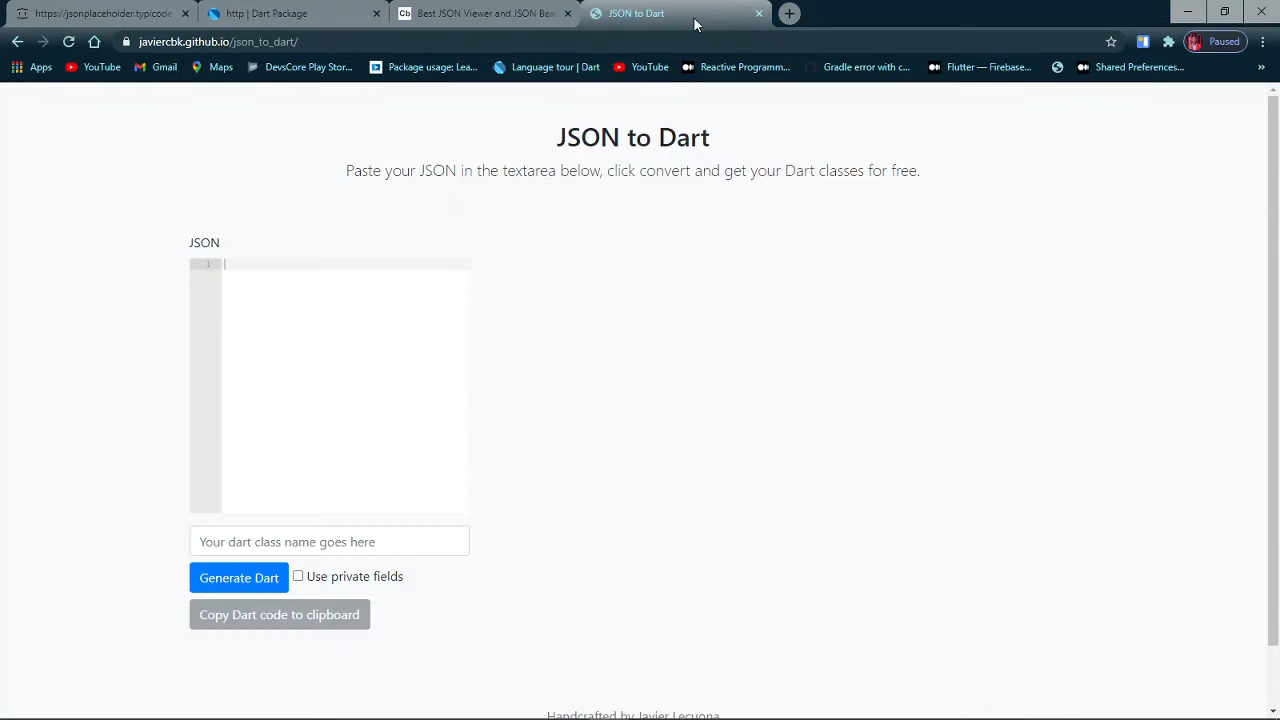 https://jsonplaceholder.typicode
http | Dart Package
Best JSON Viewer and JSON Bea
JSON to Dart
javiercbk.github.io/json_to_dart/
Paused
Apps
YouTube
Gmail
Maps
DevsCore Play Stor...
Package usage: Lea...
Language tour | Dart
YouTube
Reactive Programm...
Gradle error with c...
Flutter — Firebase...
Shared Preferences...
»
JSON to Dart
Paste your JSON in the textarea below, click convert and get your Dart classes for free.
JSON
1
Your dart class name goes here
Generate Dart
Use private fields
Copy Dart code to clipboard
Handcrafted by Javier Lecuona